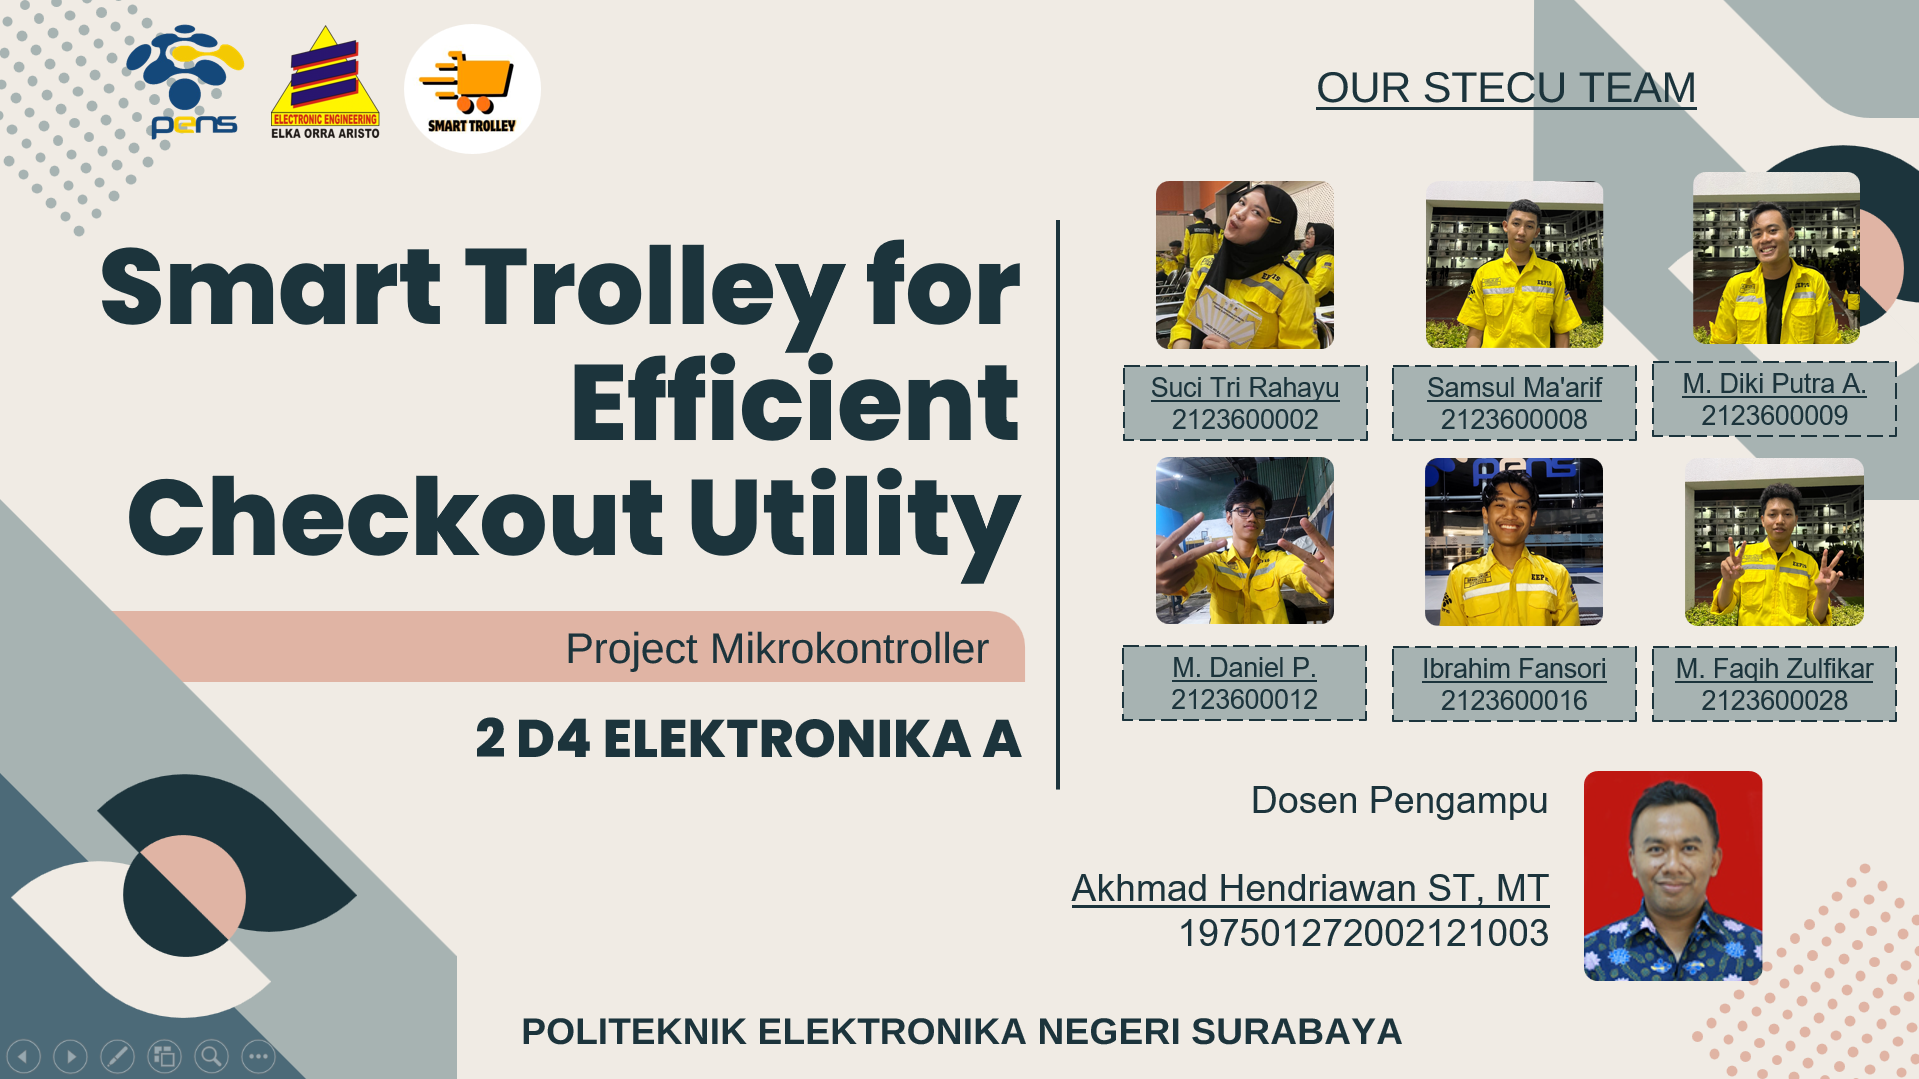 pens
ELECTRONIC ENGINEERING
ELKA ORRA ARISTO
SMART TROLLEY
Smart Trolley for
Efficient
Checkout Utility
Project Mikrokontroller
2 D4 ELEKTRONIKA A
OUR STECU TEAM
Suci Tri Rahayu
2123600002
Samsul Ma'arif
2123600008
M. Diki Putra A.
2123600009
M. Daniel P.
2123600012
Ibrahim Fansori
2123600016
M. Faqih Zulfikar
2123600028
Dosen Pengampu
Akhmad Hendriawan ST, MT
197501272002121003
POLITEKNIK ELEKTRONIKA NEGERI SURABAYA